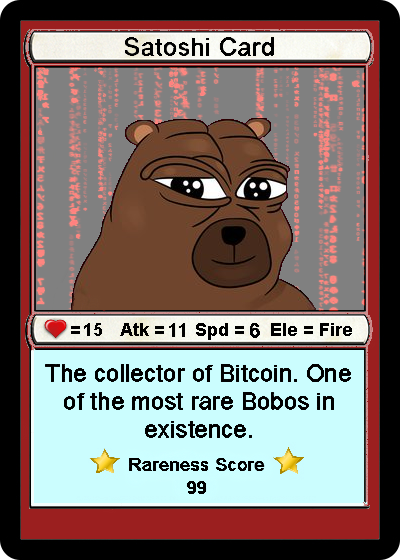 Satoshi Card
=15 Atk =11 Spd = 6 Ele = Fire
The collector of Bitcoin. One
of the most rare Bobos in
existence.
Rareness Score
99